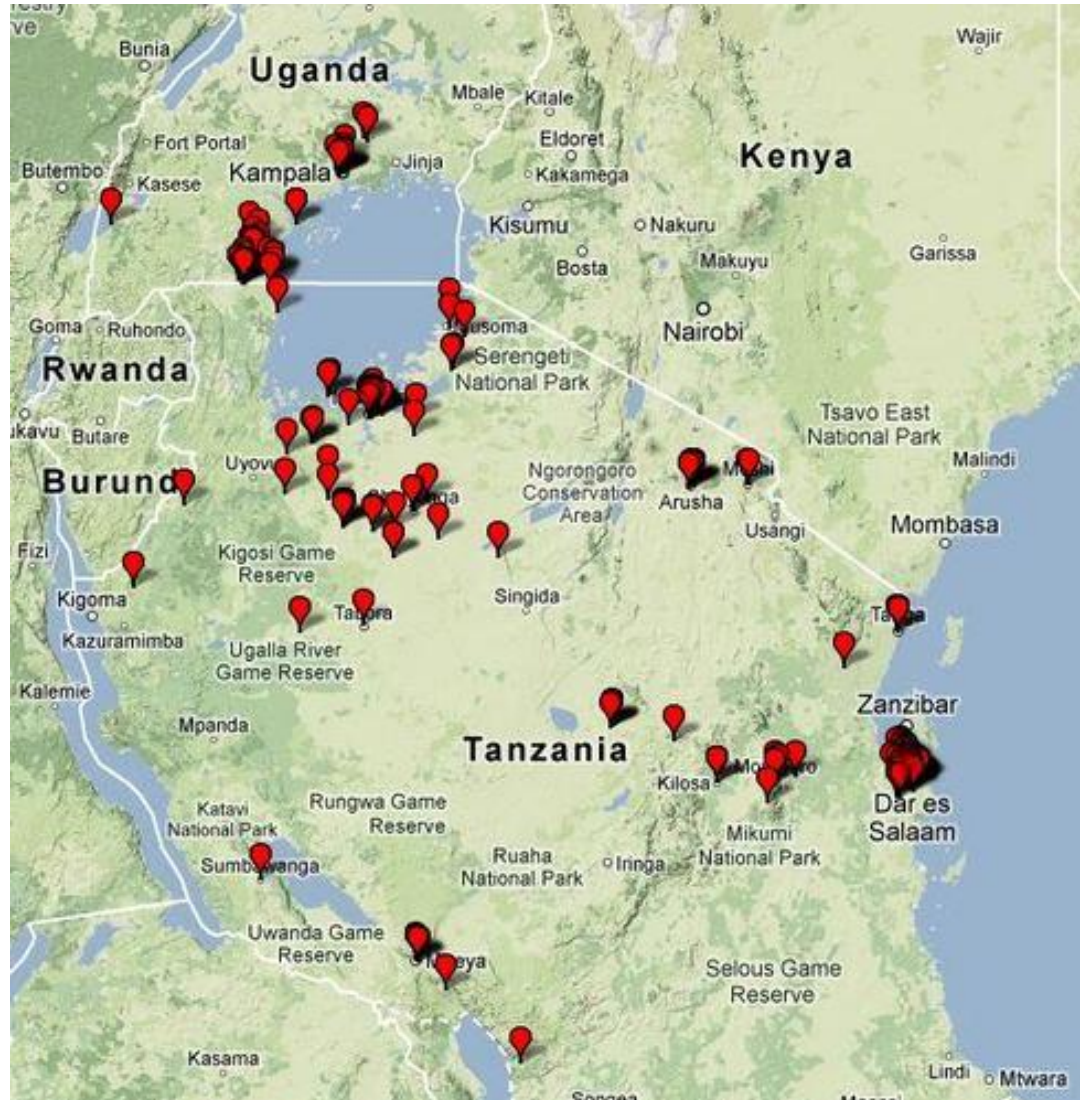 Bunia
Wajir
Uganda
Mbale
Kitale
Fort Portal
Eldoret
Kenya
Butembo
Kampala
Jinja
Kasese
Kakamega
Kisumu
Nakuru
Garissa
Bosta
Makuyu
Goma
Ruhondo
Nairobi
Rwanda
Serengeti
National Park
Butare
Tsavo East
National Park
Malindi
Burund
Ngorongoro
Conservation
Area
Arusha
Usangi
Mombasa
Fizi
Kigosi Game
Reserve
Kigoma
Singida
Kazuramimba
Ugalla River
Game Reserve
Kalemie
Mpanda
Zanzibar
Tanzania
Kilosa
Dar es
Salaam
Katavi
National Park
Rungwa Game
Reserve
Mikumi
National Park
Ruaha
National Park
Iringa
Uwanda Game
Reserve
Selous Game
Reserve
Kasama
Lindi
Mtwara